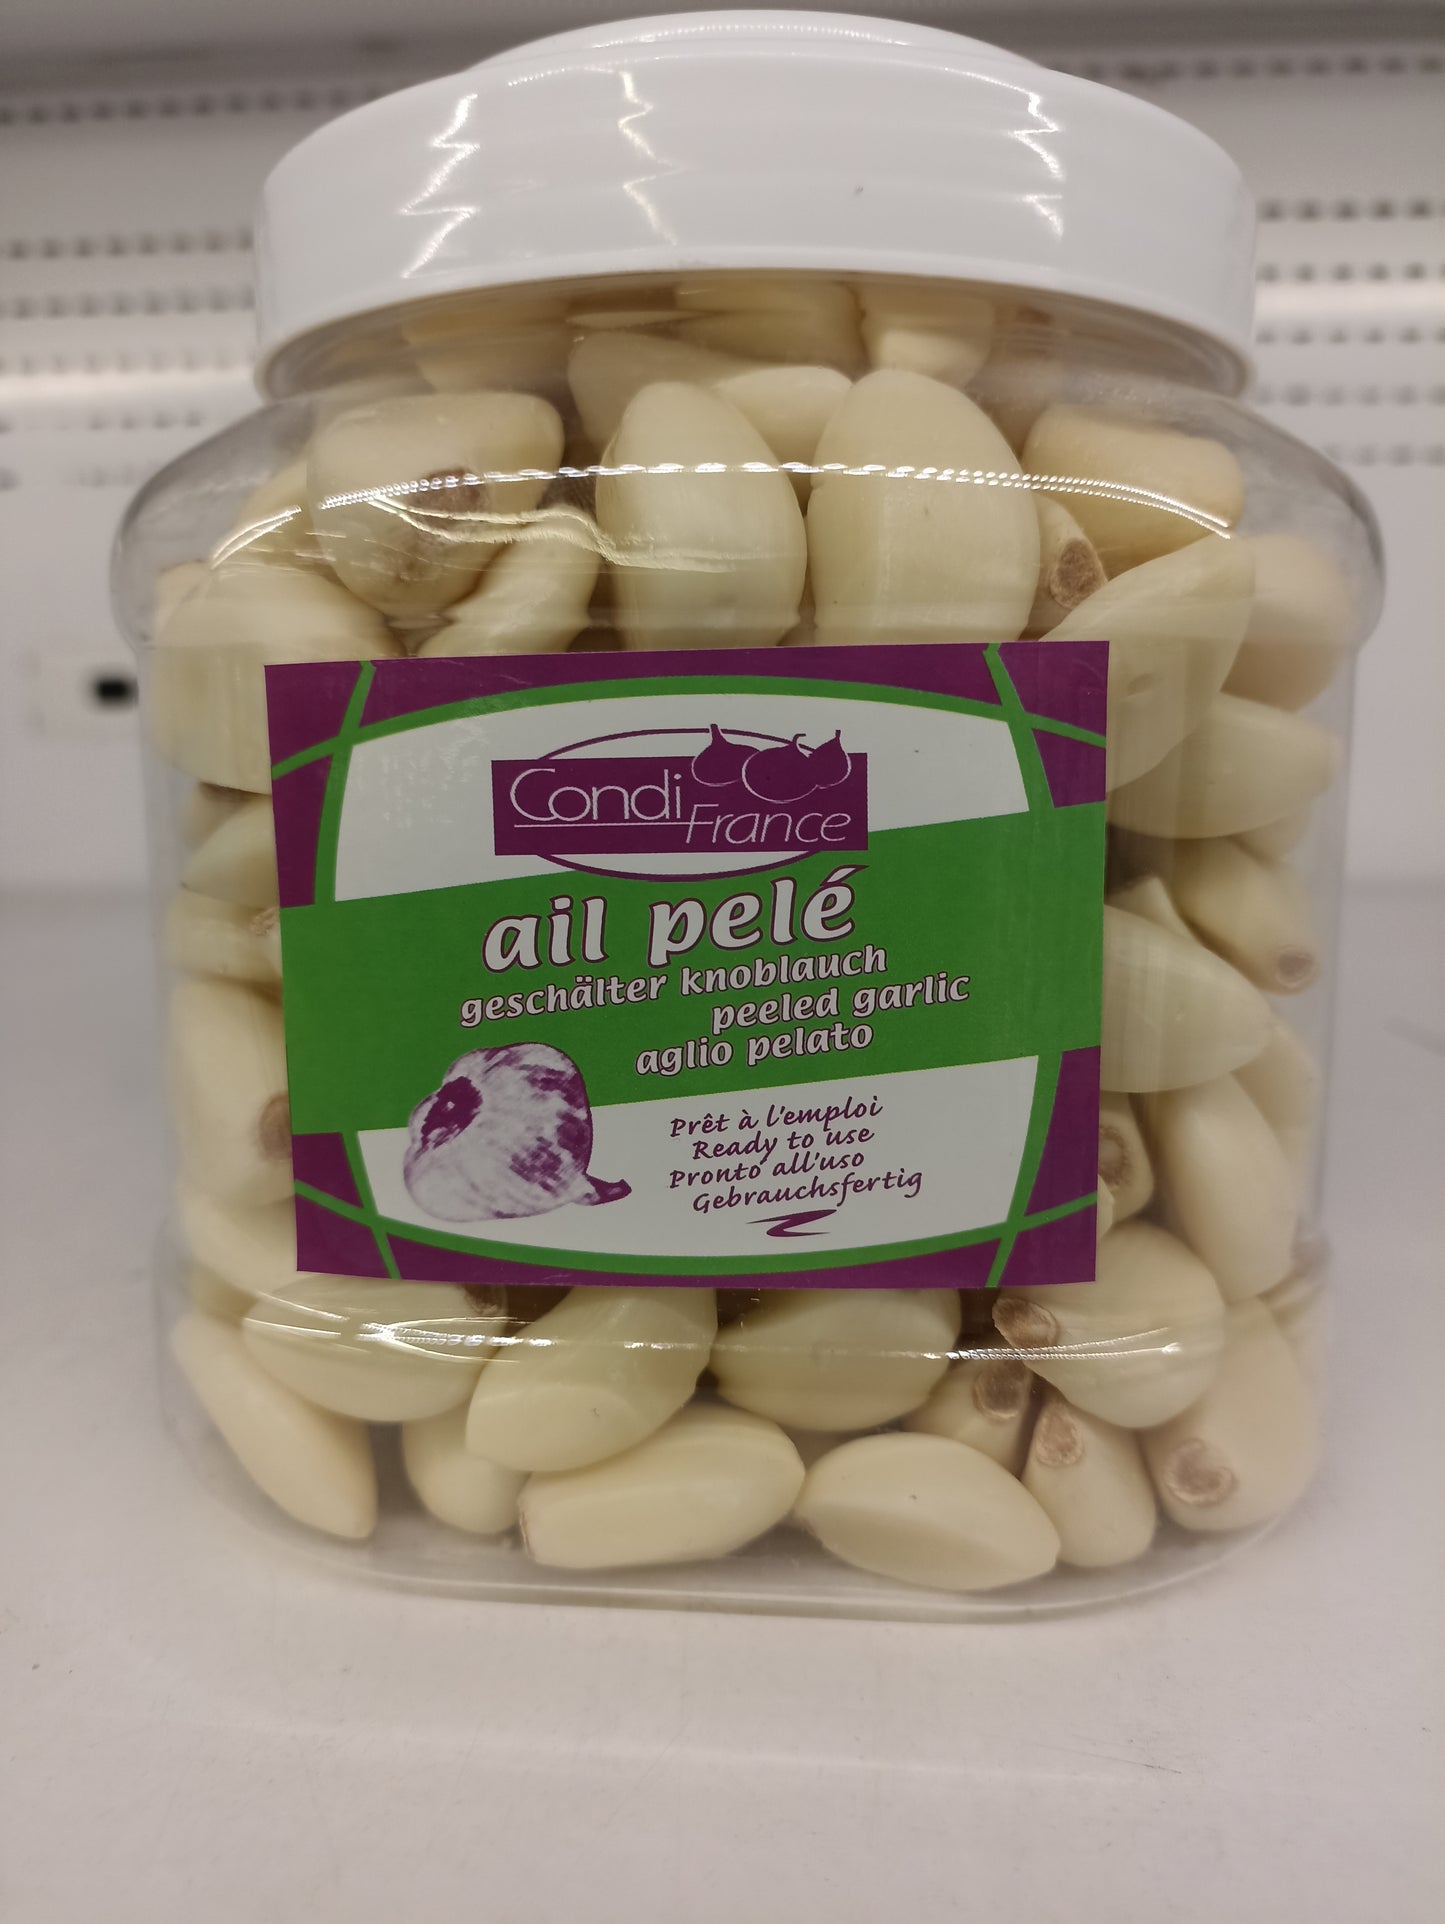 Condi
France
ail pelé
geschälter knoblauch
peeled garlic
aglio pelato
Prêt à l'emploi
Ready to use
Pronto all'uso
Gebrauchsfertig